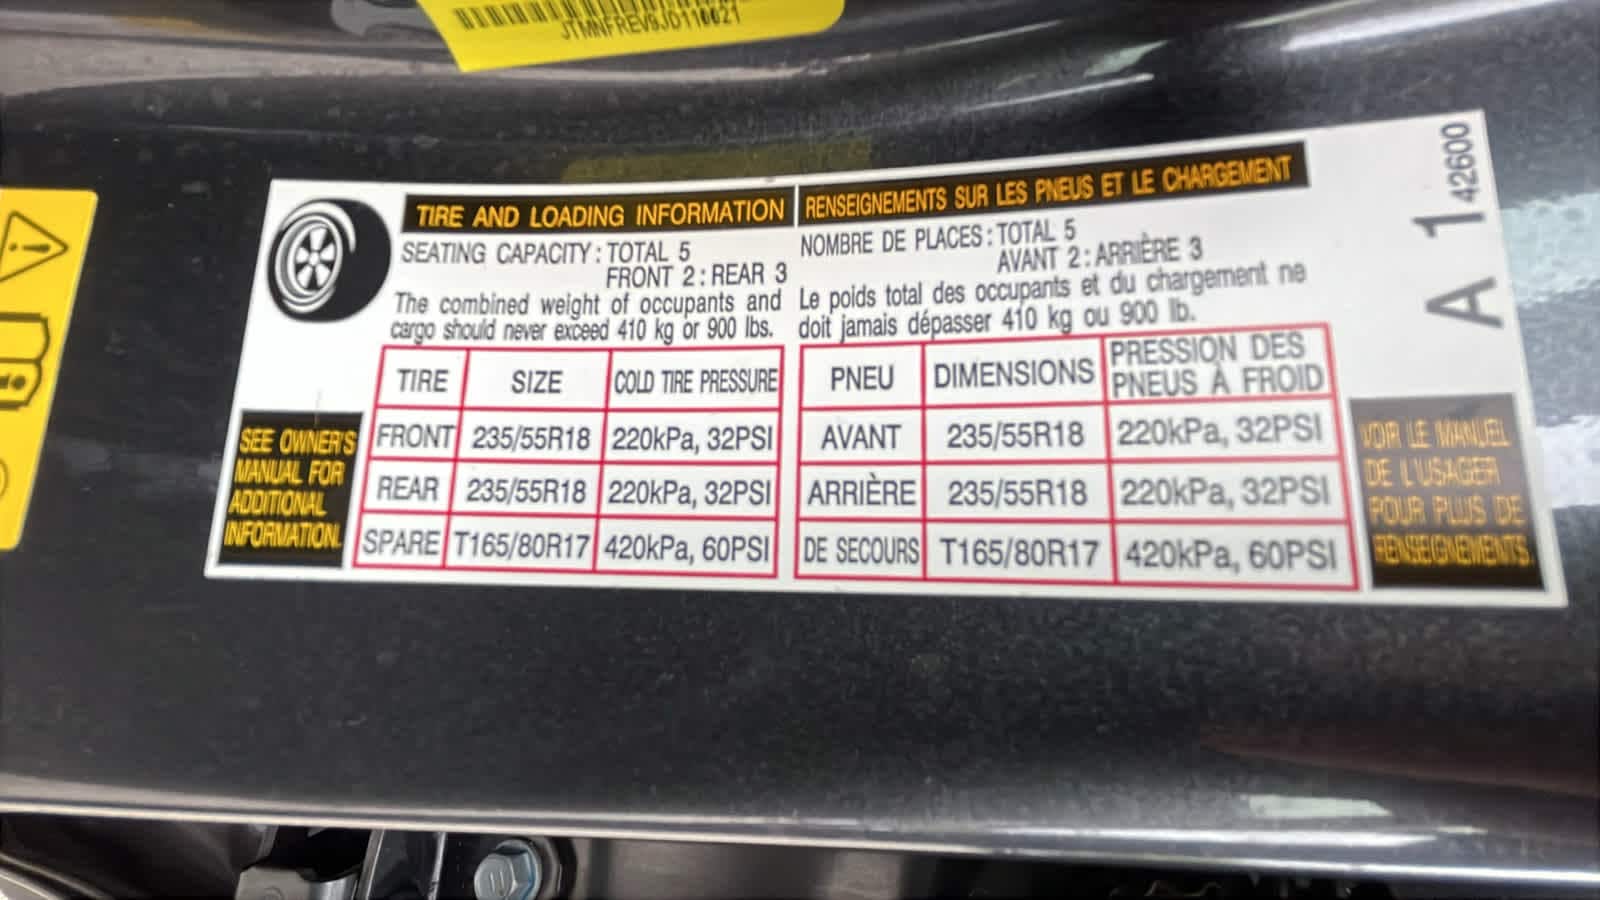 JTMNFREV9JD110021
TIRE AND LOADING INFORMATION
SEATING CAPACITY : TOTAL 5
FRONT 2 : REAR 3
The combined weight of occupants and
cargo should never exceed 410 kg or 900 lbs.
TIRE SIZE COLD TIRE PRESSURE
FRONT 235/55R18 220kPa, 32PSI
REAR 235/55R18 220kPa, 32PSI
SPARE T165/80R17 420kPa, 60PSI
SEE OWNER'S
MANUAL FOR
ADDITIONAL
INFORMATION.
RENSEIGNEMENTS SUR LES PNEUS ET LE CHARGEMENT
NOMBRE DE PLACES : TOTAL 5
AVANT 2 : ARRIÈRE 3
Le poids total des occupants et du chargement ne
doit jamais dépasser 410 kg ou 900 lb.
PNEU DIMENSIONS PRESSION DES
PNEUS À FROID
AVANT 235/55R18 220kPa, 32PSI
ARRIÈRE 235/55R18 220kPa, 32PSI
DE SECOURS T165/80R17 420kPa, 60PSI
VOIR LE MANUEL
DE L'USAGER
POUR PLUS DE
RENSEIGNEMENTS.
A 1 42600